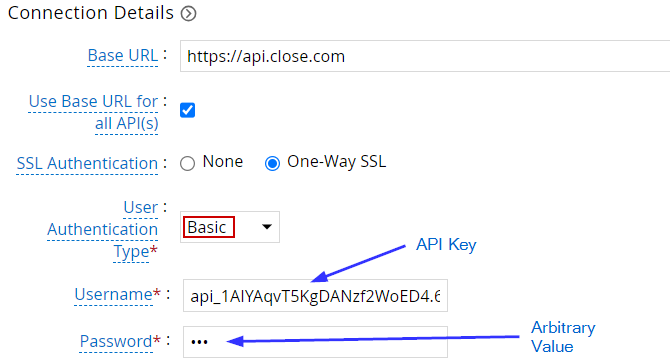 Connection Details
Base URL : https://api.close.com
Use Base URL for :
all API(s)
SSL Authentication : None One-Way SSL
User :
Authentication Basic
Type*
API Key
Username* : api_1AIYAqvT5KgDANzf2WoED4.6
Password* : •••
Arbitrary
Value